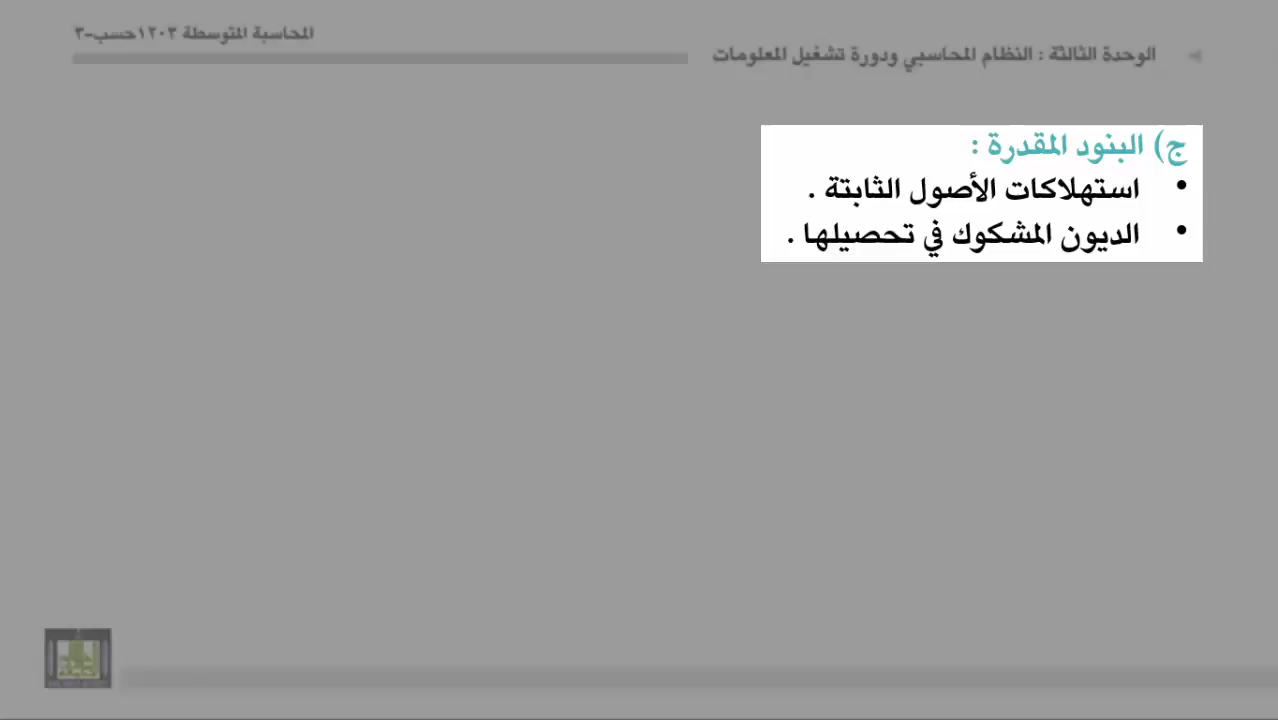 المحاسبة المتوسطة ١٢٠٣حسب-٣
الوحدة الثالثة : النظام المحاسبي ودورة تشغيل المعلومات
ج) البنود المقدرة :
• استهلاكات الأصول الثابتة .
• الديون المشكوك في تحصيلها .